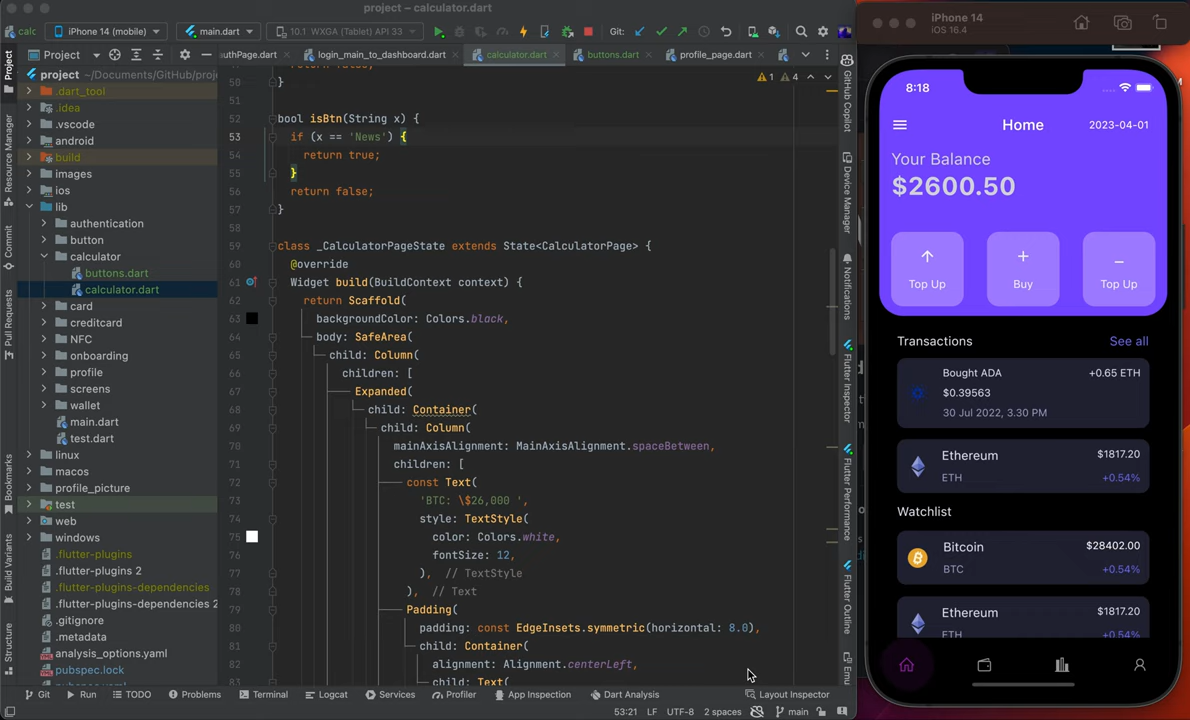 project – calculator.dart
calc
iPhone 14 (mobile)
main.dart
10.1 WXGA (Tablet) API 33
Git:
Project
authPage.dart
login_main_to_dashboard.dart
calculator.dart
buttons.dart
profile_page.dart
project ~/Documents/GitHub/proj
.dart_tool
.idea
.vscode
android
build
images
ios
lib
authentication
button
calculator
buttons.dart
calculator.dart
card
creditcard
NFC
onboarding
profile
screens
wallet
main.dart
test.dart
linux
macos
profile_picture
test
web
windows
.flutter-plugins
.flutter-plugins 2
.flutter-plugins-dependencies
.flutter-plugins-dependencies 2
.gitignore
.metadata
analysis_options.yaml
pubspec.lock
Project
Resource Manager
Commit
Pull Requests
Bookmarks
Build Variants
Structure
1 4
50 }
51
52 bool isBtn(String x) {
53 if (x == 'News') {
54 return true;
55 }
56 return false;
57 }
58
59 class _CalculatorPageState extends State<CalculatorPage> {
60 @override
61 Widget build(BuildContext context) {
62 return Scaffold(
63 backgroundColor: Colors.black,
64 body: SafeArea(
65 child: Column(
66 children: [
67 Expanded(
68 child: Container(
69 child: Column(
70 mainAxisAlignment: MainAxisAlignment.spaceBetween,
71 children: [
72 const Text(
73 'BTC: \$26,000 ',
74 style: TextStyle(
75 color: Colors.white,
76 fontSize: 12,
77 ), // TextStyle
78 ), // Text
79 Padding(
80 padding: const EdgeInsets.symmetric(horizontal: 8.0),
81 child: Container(
82 alignment: Alignment.centerLeft,
83 child: Text(
GitHub Copilot
Device Manager
Notifications
Flutter Inspector
Flutter Performance
Flutter Outline
Emu
Git
Run
TODO
Problems
Terminal
Logcat
Services
Profiler
App Inspection
Dart Analysis
Layout Inspector
53:21 LF UTF-8 2 spaces main
iPhone 14
iOS 16.4
8:18
Home
2023-04-01
Your Balance
$2600.50
Top Up
Buy
Top Up
Transactions
See all
Bought ADA
+0.65 ETH
$0.39563
30 Jul 2022, 3.30 PM
Ethereum
$1817.20
ETH
+0.54%
Watchlist
Bitcoin
$28402.00
BTC
+0.54%
Ethereum
$1817.20
ETH
+0.54%